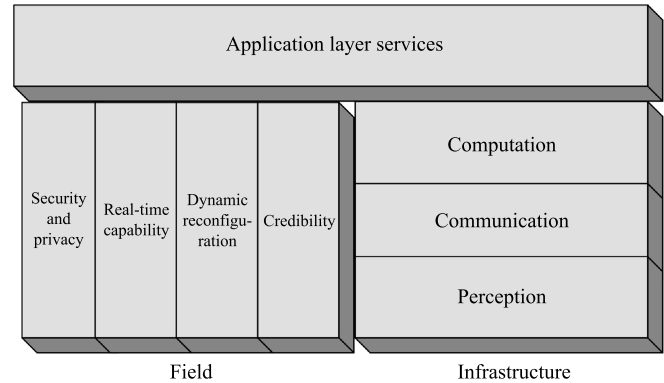 Application layer services
Security
and
privacy
Real-time
capability
Dynamic
reconfigu-
ration
Credibility
Computation
Communication
Perception
Field
Infrastructure